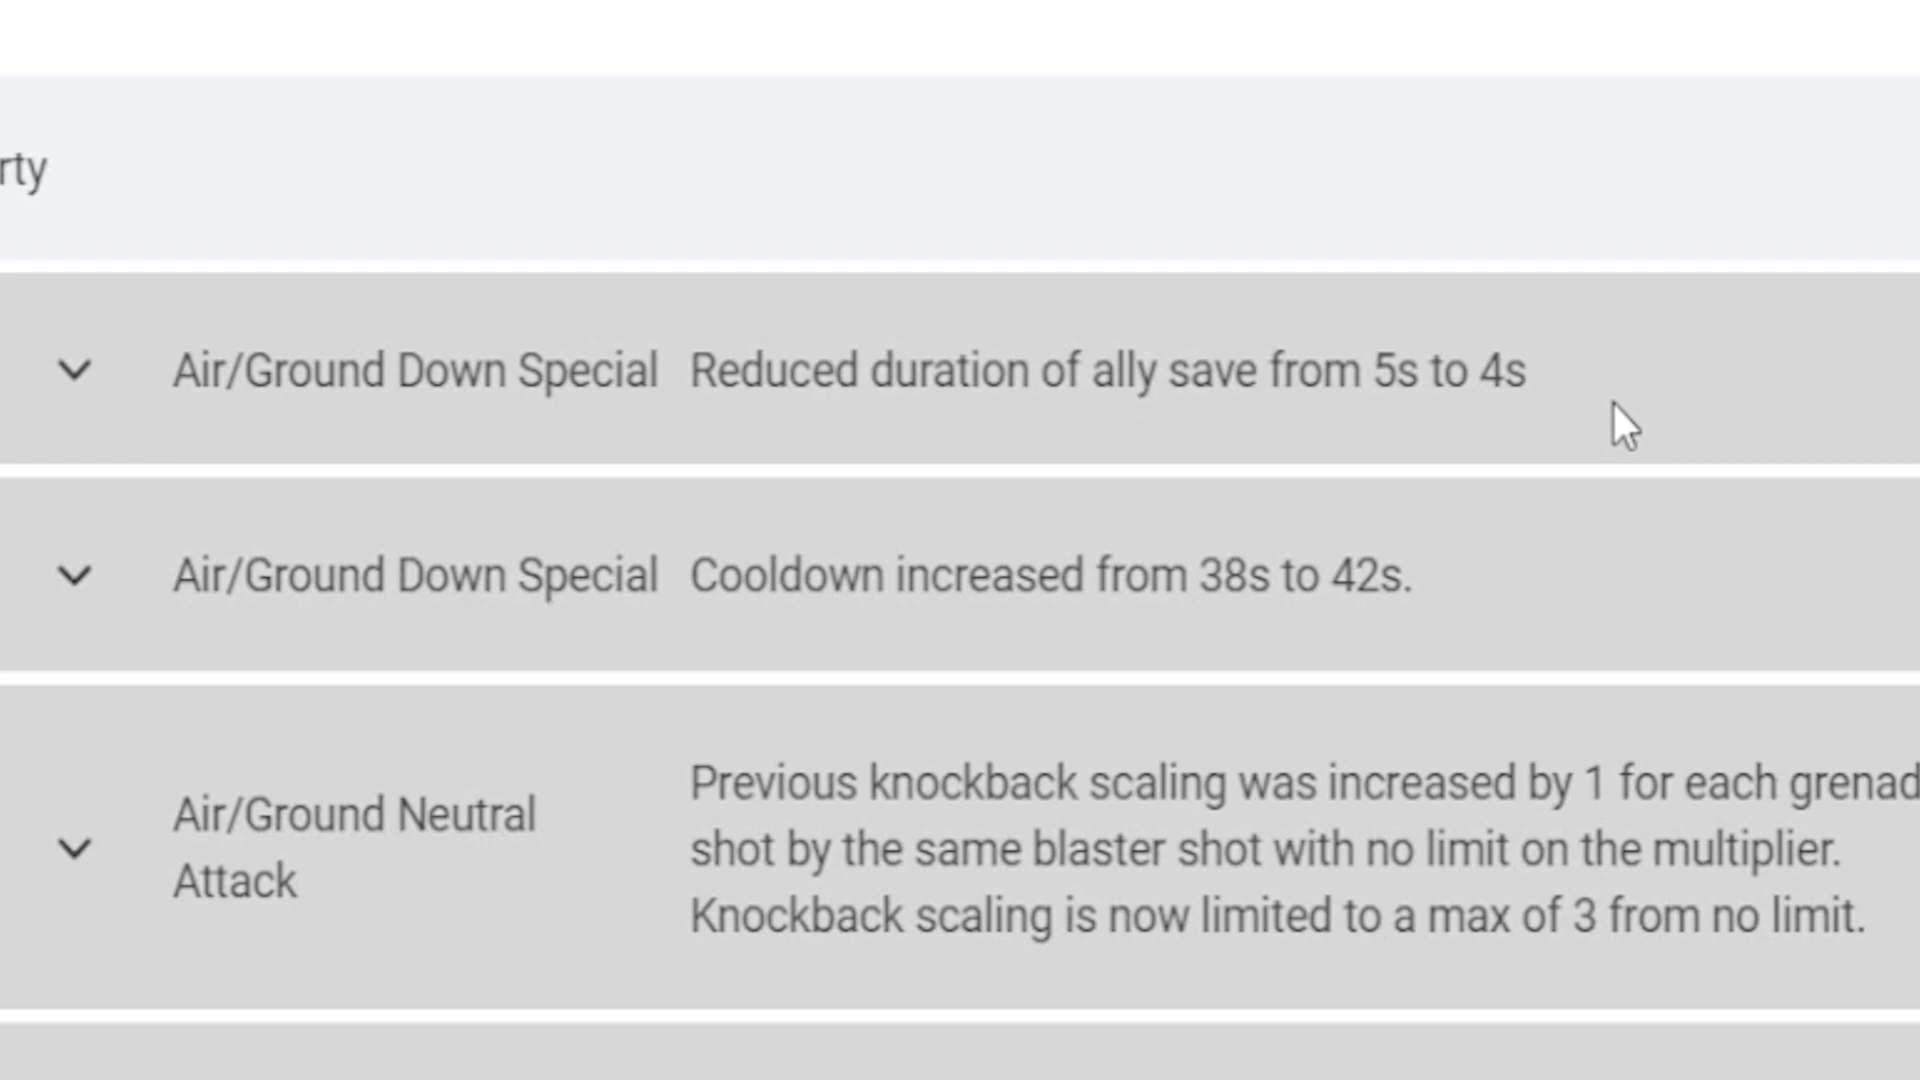 rty
Air/Ground Down Special Reduced duration of ally save from 5s to 4s
Air/Ground Down Special Cooldown increased from 38s to 42s.
Air/Ground Neutral
Attack
Previous knockback scaling was increased by 1 for each grenad
shot by the same blaster shot with no limit on the multiplier.
Knockback scaling is now limited to a max of 3 from no limit.